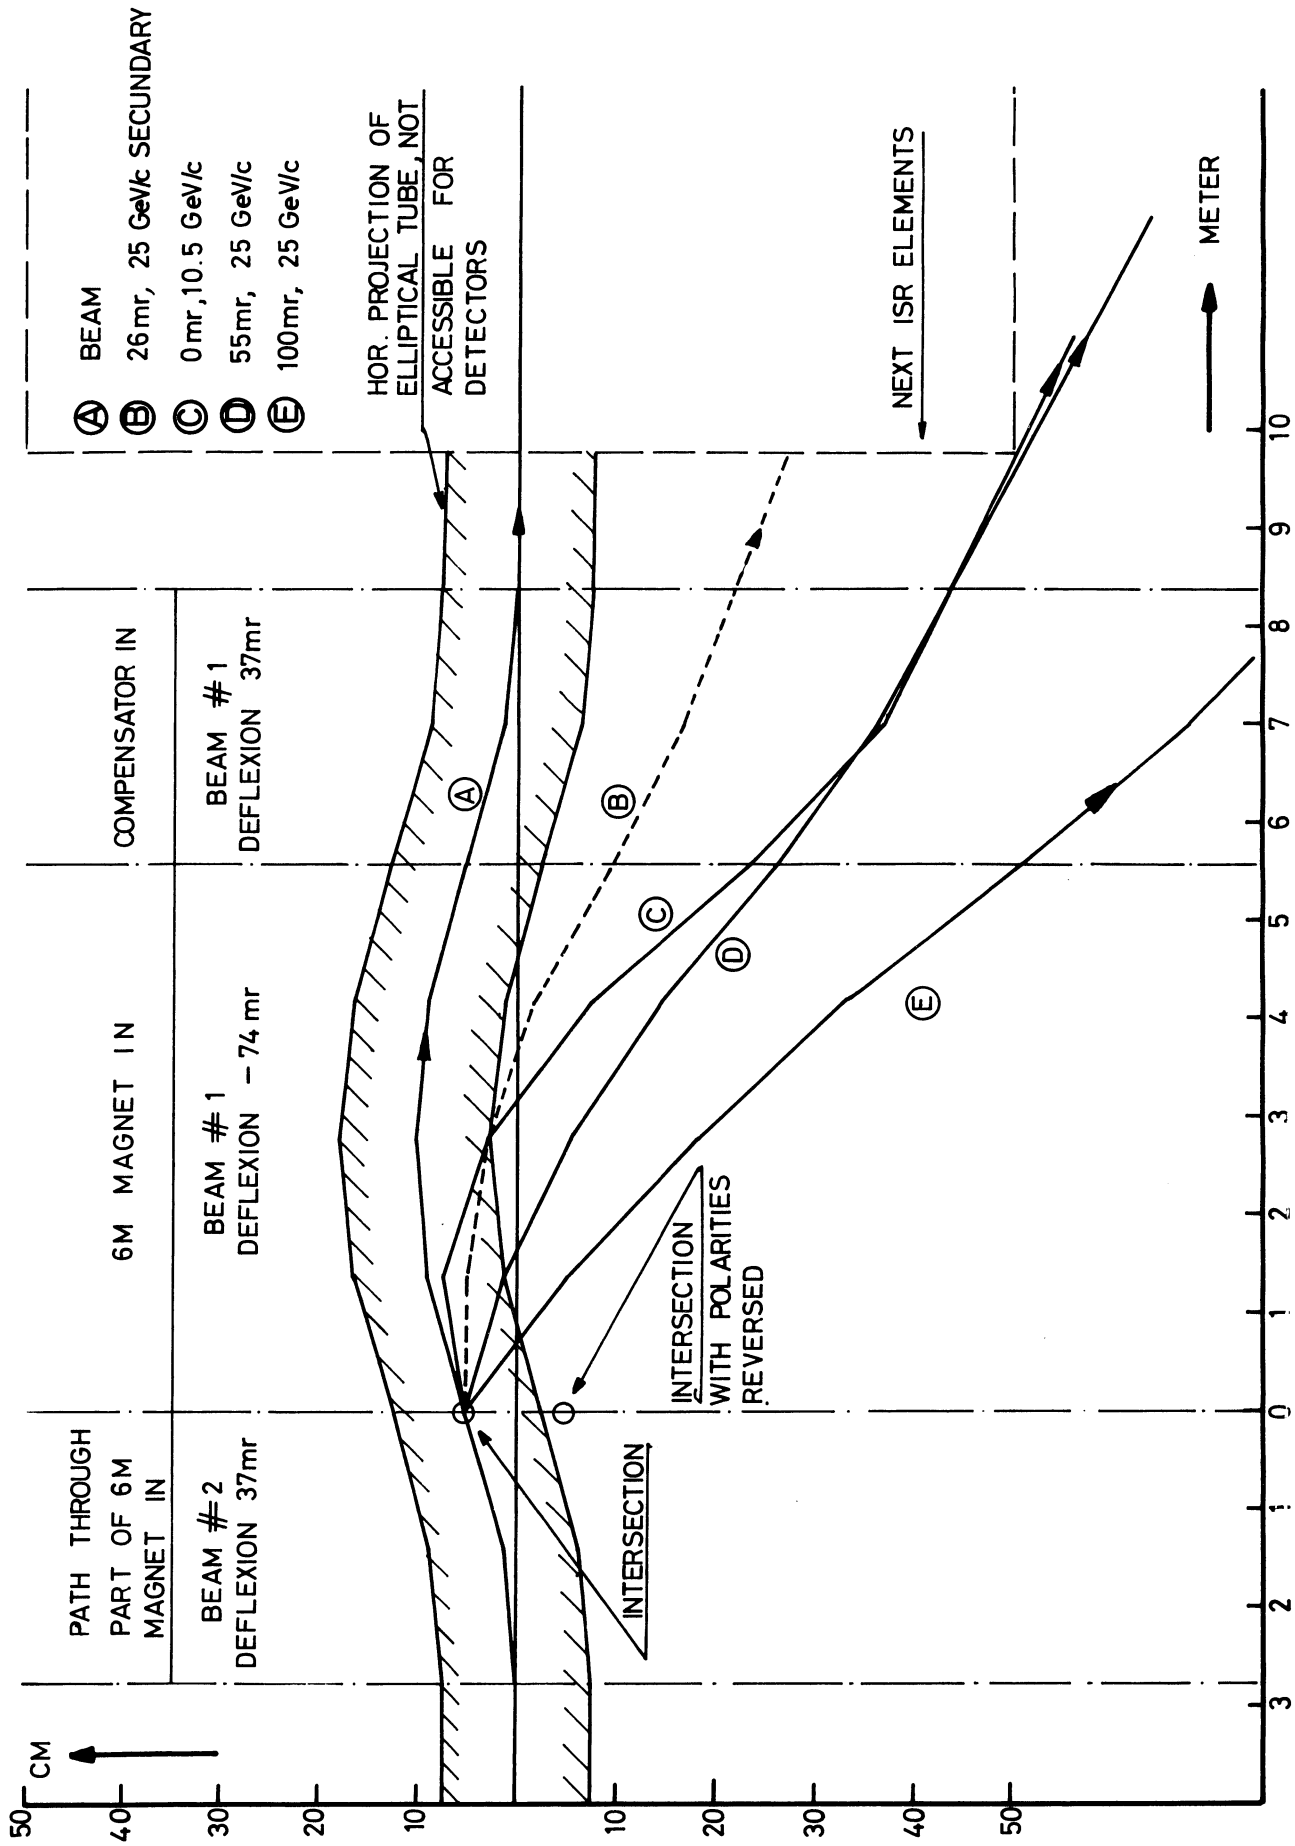 CM
50
40
30
20
10
10
20
30
40
50
3
2
1
0
1
2
3
4
5
6
7
8
9
10
METER
PATH THROUGH
PART OF 6M
MAGNET IN
BEAM #2
DEFLEXION 37mr
6M MAGNET IN
BEAM #1
DEFLEXION -74mr
COMPENSATOR IN
BEAM #1
DEFLEXION 37mr
A BEAM
B 26mr, 25 GeV/c SECUNDARY
C 0mr, 10.5 GeV/c
D 55mr, 25 GeV/c
E 100mr, 25 GeV/c
HOR. PROJECTION OF
ELLIPTICAL TUBE, NOT
ACCESSIBLE FOR
DETECTORS
NEXT ISR ELEMENTS
INTERSECTION
INTERSECTION
WITH POLARITIES
REVERSED
A
B
C
D
E